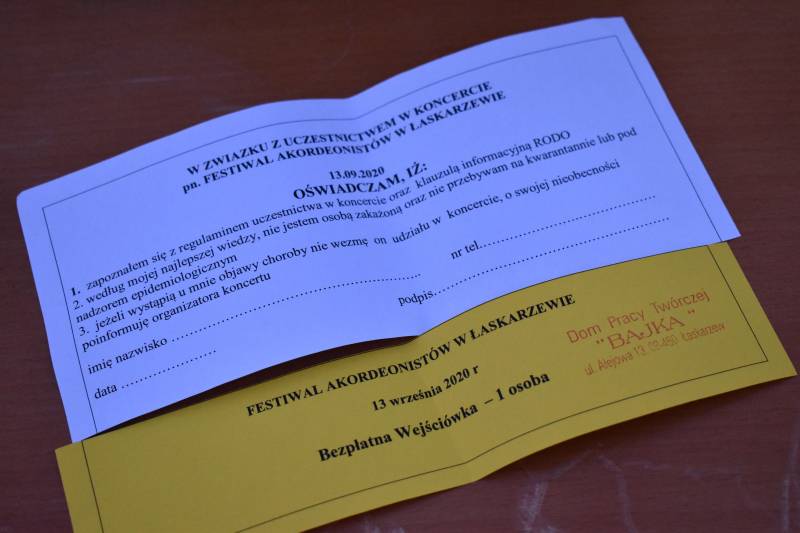 W ZWIAZKU Z UCZESTNICTWEM W KONCERCIE
pn. FESTIWAL AKORDEONISTÓW W ŁASKARZEWIE
13.09.2020
OŚWIADCZAM, IŻ:
1. zapoznałem się z regulaminem uczestnictwa w koncercie oraz klauzulą informacyjną RODO
2. według mojej najlepszej wiedzy, nie jestem osobą zakażoną oraz nie przebywam na kwarantannie lub pod
nadzorem epidemiologicznym
3. jeżeli wystąpią u mnie objawy choroby nie wezmę on udziału w koncercie, o swojej nieobecności
poinformuję organizatora koncertu
imię nazwisko ........................................................ nr tel........................................
data ...................... podpis......................................................
FESTIWAL AKORDEONISTÓW W ŁASKARZEWIE
13 września 2020 r
Bezpłatna Wejściówka – 1 osoba
Dom Pracy Twórczej
"BAJKA"
ul. Alejowa 13, 08-450 Łaskarzew